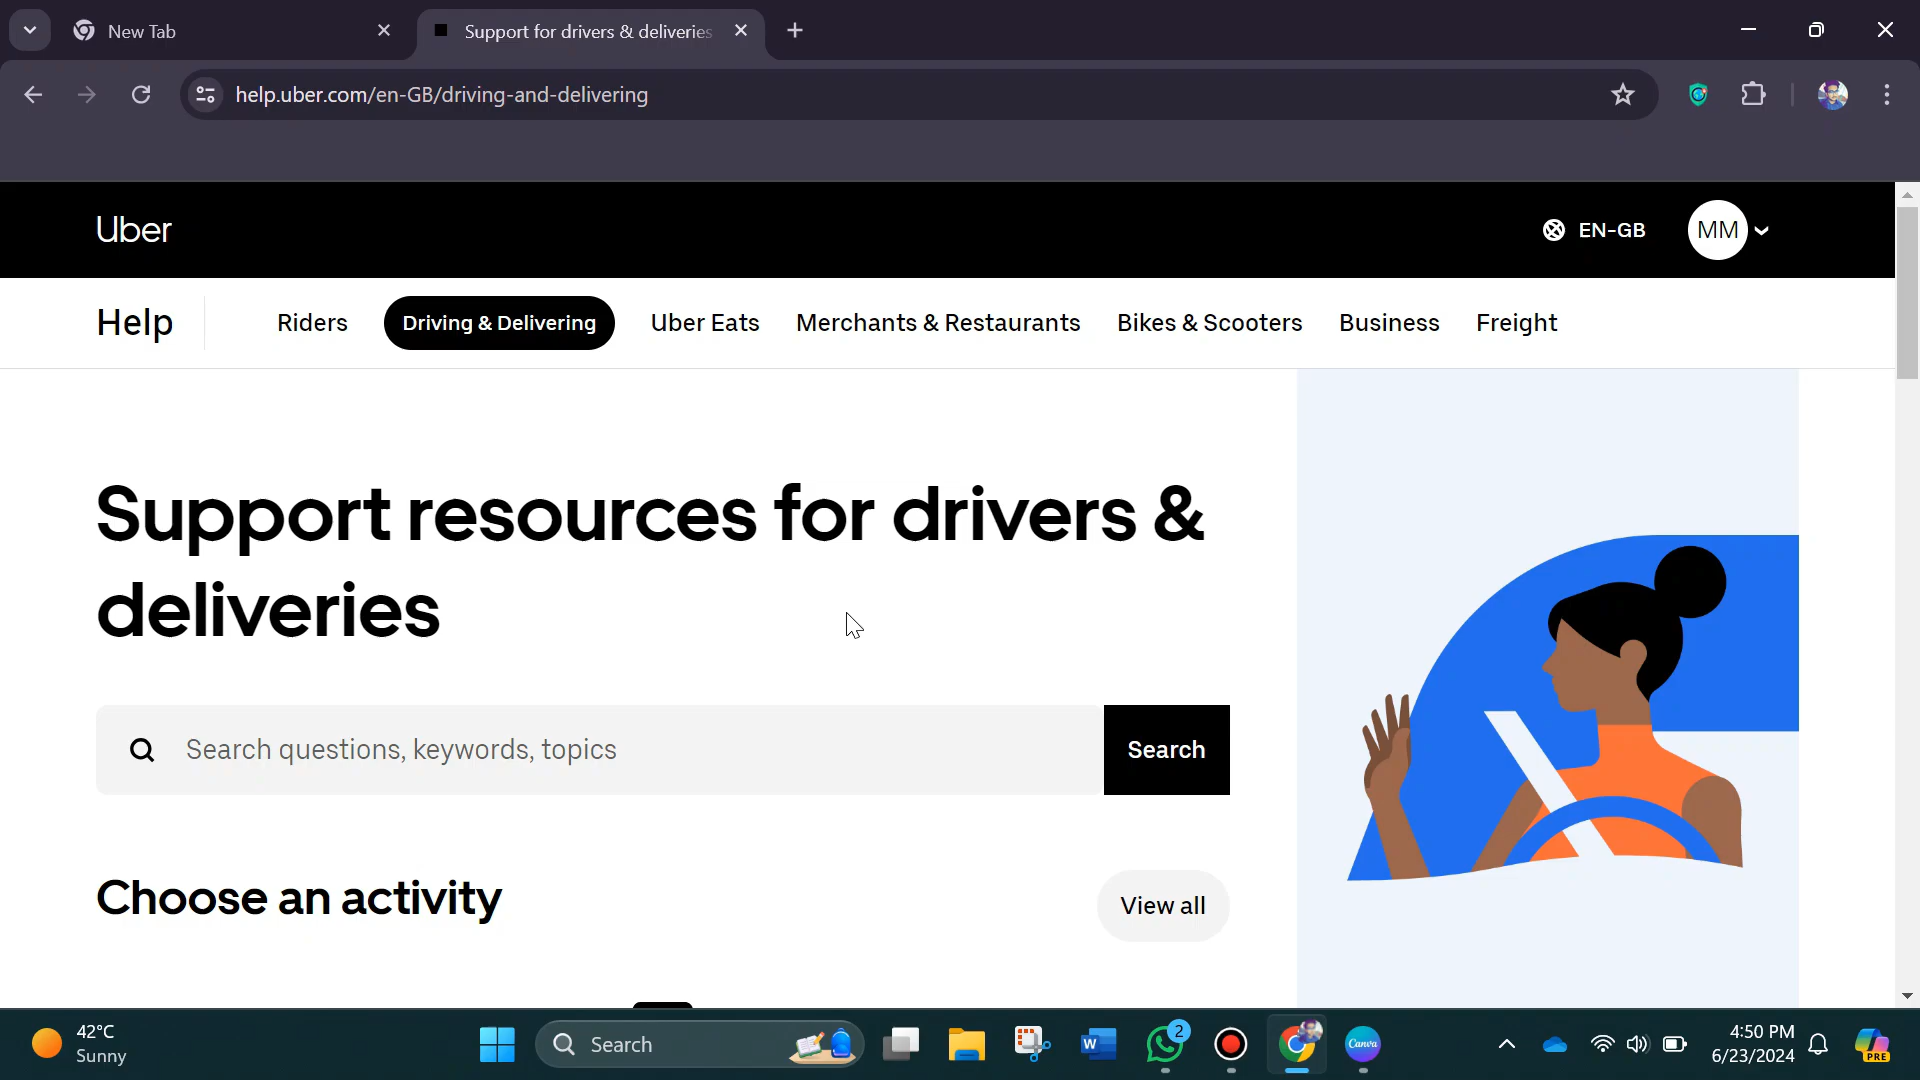 New Tab
Support for drivers & deliveries
help.uber.com/en-GB/driving-and-delivering
Uber
EN-GB
MM
Help
Riders
Driving & Delivering
Uber Eats
Merchants & Restaurants
Bikes & Scooters
Business
Freight
Support resources for drivers &
deliveries
Search questions, keywords, topics
Search
Choose an activity
View all
42°C
Sunny
Search
W
2
Canva
4:50 PM
6/23/2024
PRE